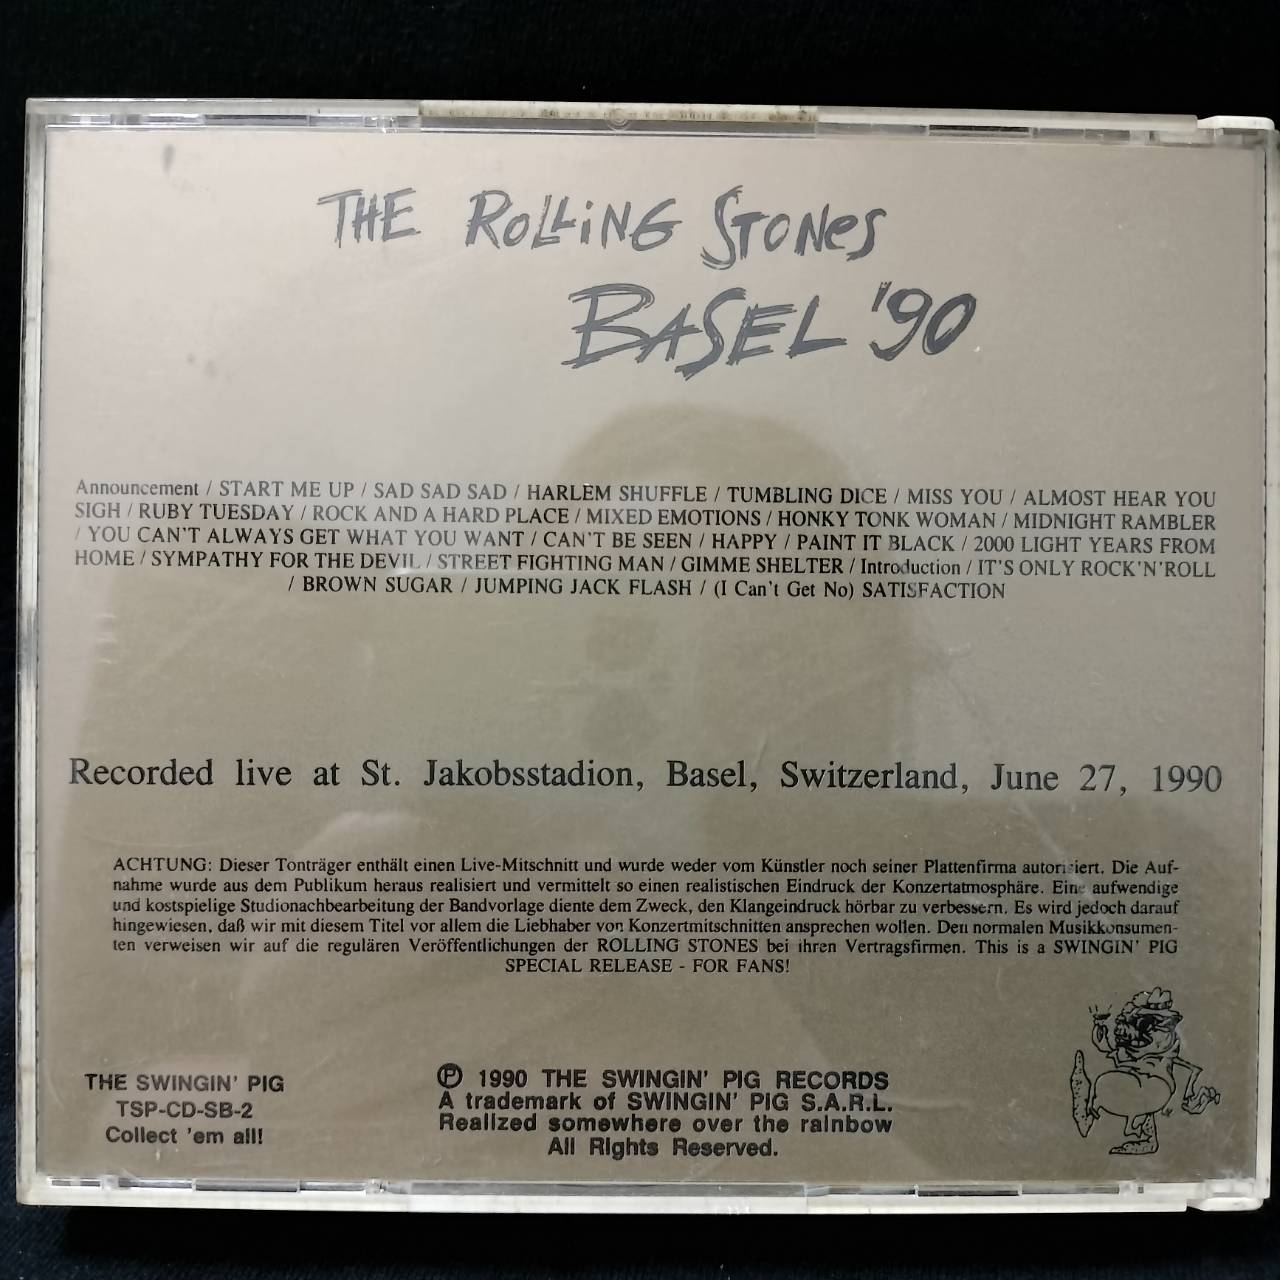 THE ROLLiNG STONes
BASEL '90
Announcement / START ME UP / SAD SAD SAD / HARLEM SHUFFLE / TUMBLING DICE / MISS YOU / ALMOST HEAR YOU
SIGH / RUBY TUESDAY / ROCK AND A HARD PLACE / MIXED EMOTIONS / HONKY TONK WOMAN / MIDNIGHT RAMBLER
/ YOU CAN'T ALWAYS GET WHAT YOU WANT / CAN'T BE SEEN / HAPPY / PAINT IT BLACK / 2000 LIGHT YEARS FROM
HOME / SYMPATHY FOR THE DEVIL / STREET FIGHTING MAN / GIMME SHELTER / Introduction / IT'S ONLY ROCK'N'ROLL
/ BROWN SUGAR / JUMPING JACK FLASH / (I Can't Get No) SATISFACTION
Recorded live at St. Jakobsstadion, Basel, Switzerland, June 27, 1990
ACHTUNG: Dieser Tonträger enthält einen Live-Mitschnitt und wurde weder vom Künstler noch seiner Plattenfirma autorisiert. Die Auf-
nahme wurde aus dem Publikum heraus realisiert und vermittelt so einen realistischen Eindruck der Konzertatmosphäre. Eine aufwendige
und kostspielige Studionachbearbeitung der Bandvorlage diente dem Zweck, den Klangeindruck hörbar zu verbessern. Es wird jedoch darauf
hingewiesen, daß wir mit diesem Titel vor allem die Liebhaber von Konzertmitschnitten ansprechen wollen. Den normalen Musikkonsumen-
ten verweisen wir auf die regulären Veröffentlichungen der ROLLING STONES bei ihren Vertragsfirmen. This is a SWINGIN' PIG
SPECIAL RELEASE - FOR FANS!
THE SWINGIN' PIG
TSP-CD-SB-2
Collect 'em all!
Ⓟ 1990 THE SWINGIN' PIG RECORDS
A trademark of SWINGIN' PIG S.A.R.L.
Realized somewhere over the rainbow
All Rights Reserved.